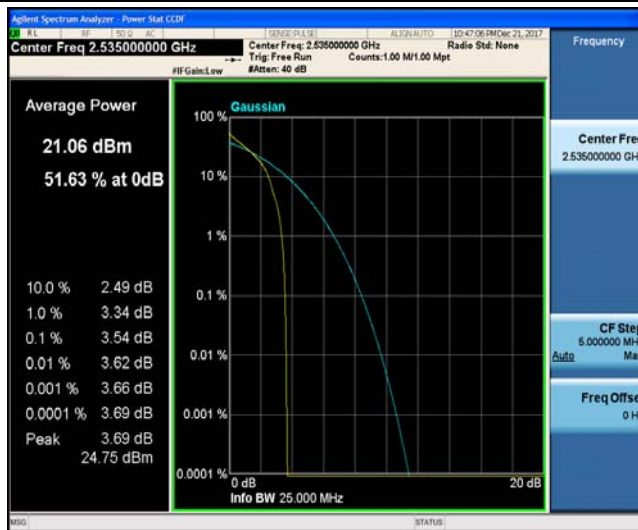 Agilent Spectrum Analyzer - Power Stat CCDF
RL RF 50 Ω AC SENSE:PULSE ALIGN AUTO 10:47:06 PM Dec 21, 2017
Center Freq 2.535000000 GHz
Center Freq: 2.535000000 GHz Radio Std: None
Trig: Free Run Counts:1.00 M/1.00 Mpt
#IFGain:Low #Atten: 40 dB
Frequency
Average Power
21.06 dBm
51.63 % at 0dB
10.0 % 2.49 dB
1.0 % 3.34 dB
0.1 % 3.54 dB
0.01 % 3.62 dB
0.001 % 3.66 dB
0.0001 % 3.69 dB
Peak 3.69 dB
24.75 dBm
Gaussian
100 %
10 %
1 %
0.1 %
0.01 %
0.001 %
0.0001 %
0 dB 20 dB
Info BW 25.000 MHz
Center Fre
2.535000000 GH
CF Step
5.000000 MH
Auto Ma
Freq Offse
0 H
MSG STATUS